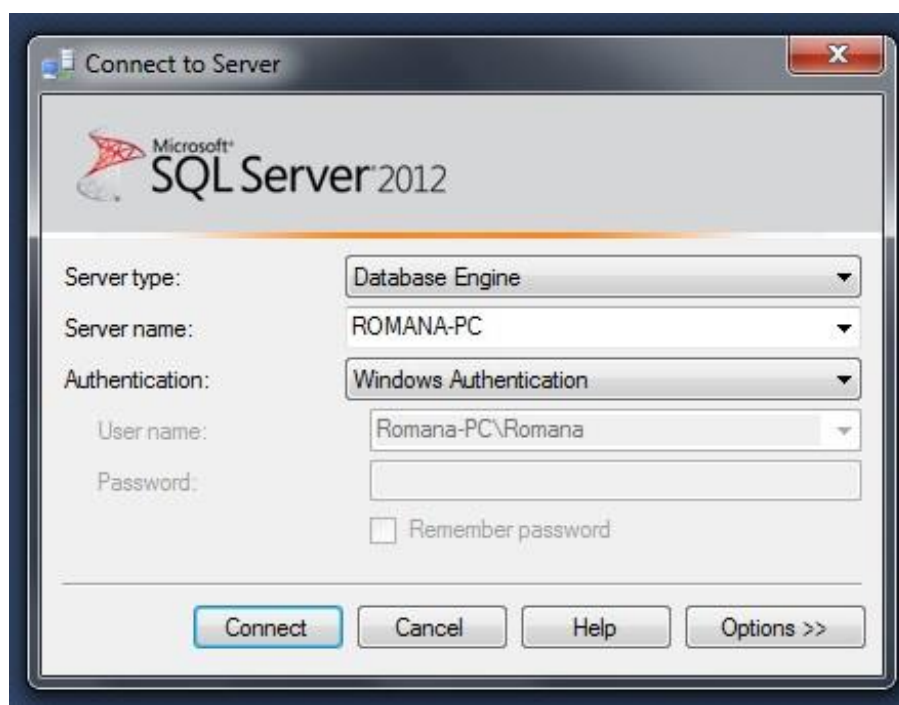 Connect to Server
Microsoft®
SQL Server® 2012
Server type: Database Engine
Server name: ROMANA-PC
Authentication: Windows Authentication
User name: Romana-PC\Romana
Password:
Remember password
Connect Cancel Help Options >>